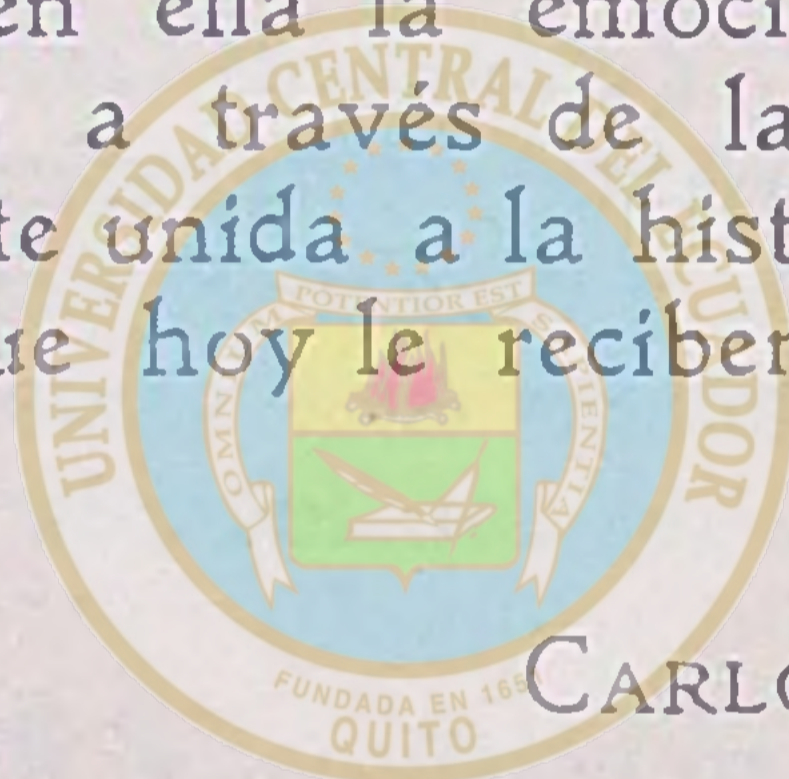 en ella la emoci
a través de la
te unida a la hist
ue hoy le reciben
CARLO
UNIVERSIDAD CENTRAL DEL ECUADOR
OMNIUM POTENTIOR EST SAPIENTIA
FUNDADA EN 1651
QUITO